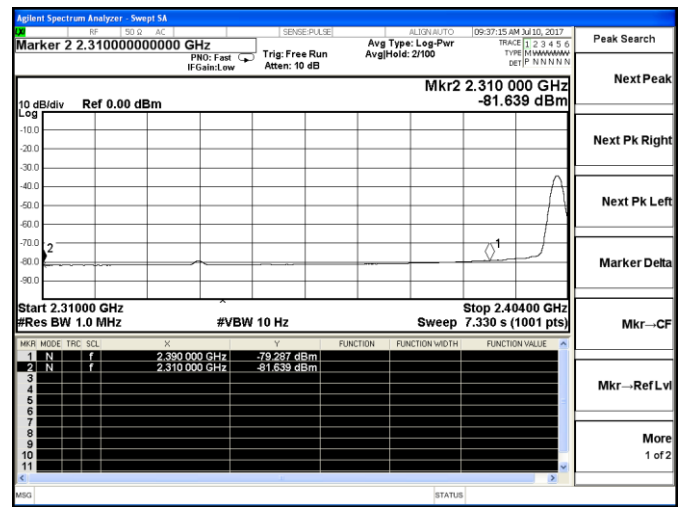 Agilent Spectrum Analyzer - Swept SA
RF 50 Ω AC SENSE:PULSE ALIGN AUTO 09:37:15 AM Jul 10, 2017
Marker 2 2.310000000000 GHz
PNO: Fast
IFGain:Low
Trig: Free Run
Atten: 10 dB
Avg Type: Log-Pwr
Avg|Hold: 2/100
TRACE 1 2 3 4 5 6
TYPE MWWWWW
DET P N N N N N
Mkr2 2.310 000 GHz
-81.639 dBm
10 dB/div Ref 0.00 dBm
Log
-10.0
-20.0
-30.0
-40.0
-50.0
-60.0
-70.0
-80.0
-90.0
2
1
Start 2.31000 GHz Stop 2.40400 GHz
#Res BW 1.0 MHz #VBW 10 Hz Sweep 7.330 s (1001 pts)
MKR MODE TRC SCL X Y FUNCTION FUNCTION WIDTH FUNCTION VALUE
1 N f 2.390 000 GHz -79.287 dBm
2 N f 2.310 000 GHz -81.639 dBm
3
4
5
6
7
8
9
10
11
MSG STATUS
Peak Search
Next Peak
Next Pk Right
Next Pk Left
Marker Delta
Mkr→CF
Mkr→Ref Lvl
More
1 of 2